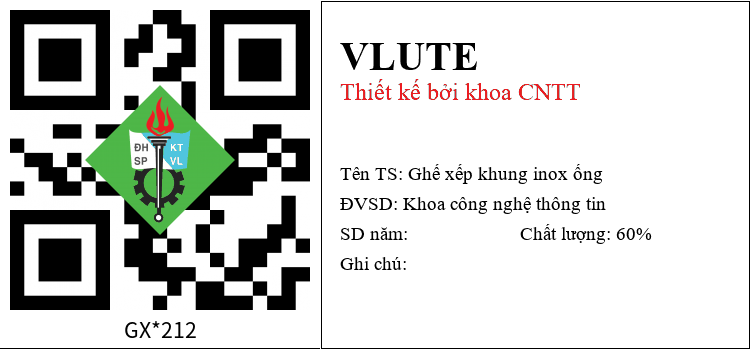 ĐH KT
SP VL
GX*212
VLUTE
Thiết kế bởi khoa CNTT
Tên TS: Ghế xếp khung inox ống
ĐVSD: Khoa công nghệ thông tin
SD năm: Chất lượng: 60%
Ghi chú: